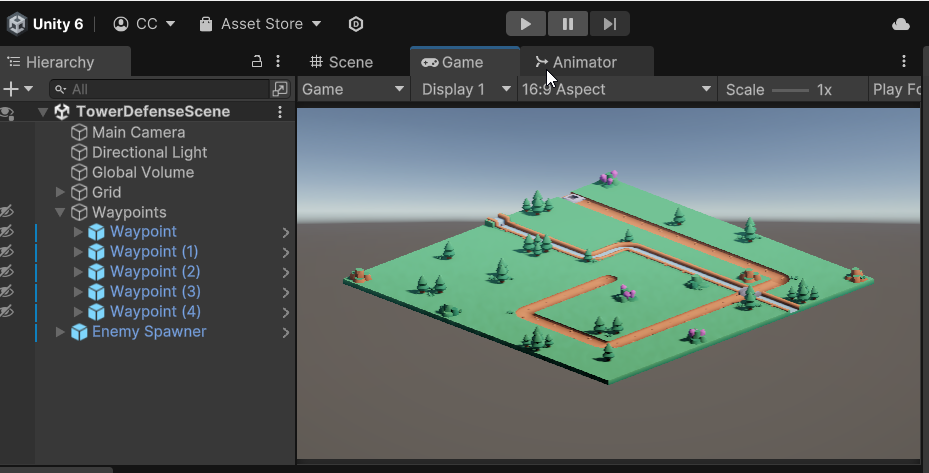 Unity 6 CC Asset Store
Hierarchy Scene Game Animator
All Game Display 1 16:9 Aspect Scale 1x Play Fo
TowerDefenseScene
Main Camera
Directional Light
Global Volume
Grid
Waypoints
Waypoint
Waypoint (1)
Waypoint (2)
Waypoint (3)
Waypoint (4)
Enemy Spawner